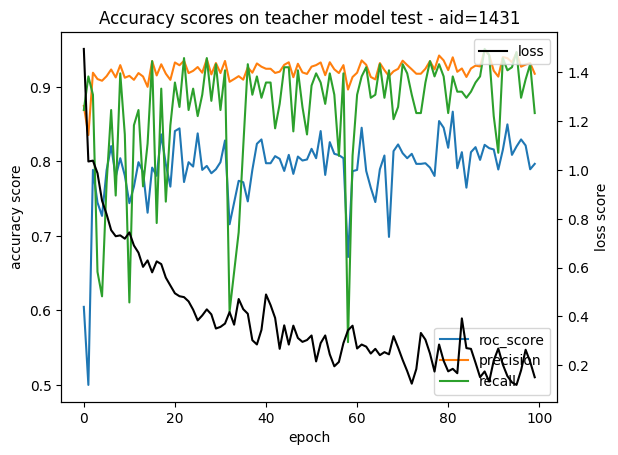 Accuracy scores on teacher model test - aid=1431
loss
0.9
0.8
0.7
0.6
0.5
accuracy score
1.4
1.2
1.0
0.8
0.6
0.4
0.2
loss score
roc_score
precision
recall
0
20
40
60
80
100
epoch